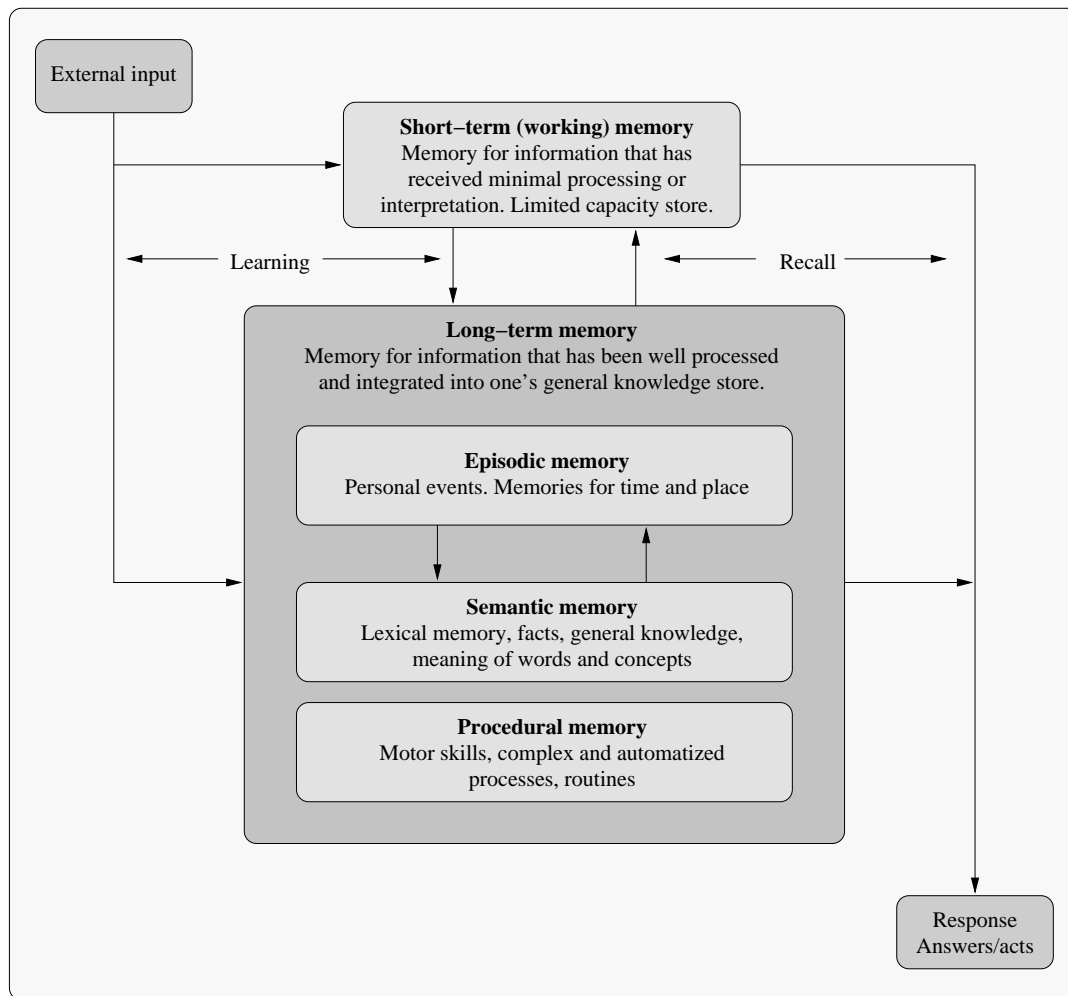 External input
Short−term (working) memory
Memory for information that has
received minimal processing or
interpretation. Limited capacity store.
Learning
Recall
Long−term memory
Memory for information that has been well processed
and integrated into one’s general knowledge store.
Episodic memory
Personal events. Memories for time and place
Semantic memory
Lexical memory, facts, general knowledge,
meaning of words and concepts
Procedural memory
Motor skills, complex and automatized
processes, routines
Response
Answers/acts